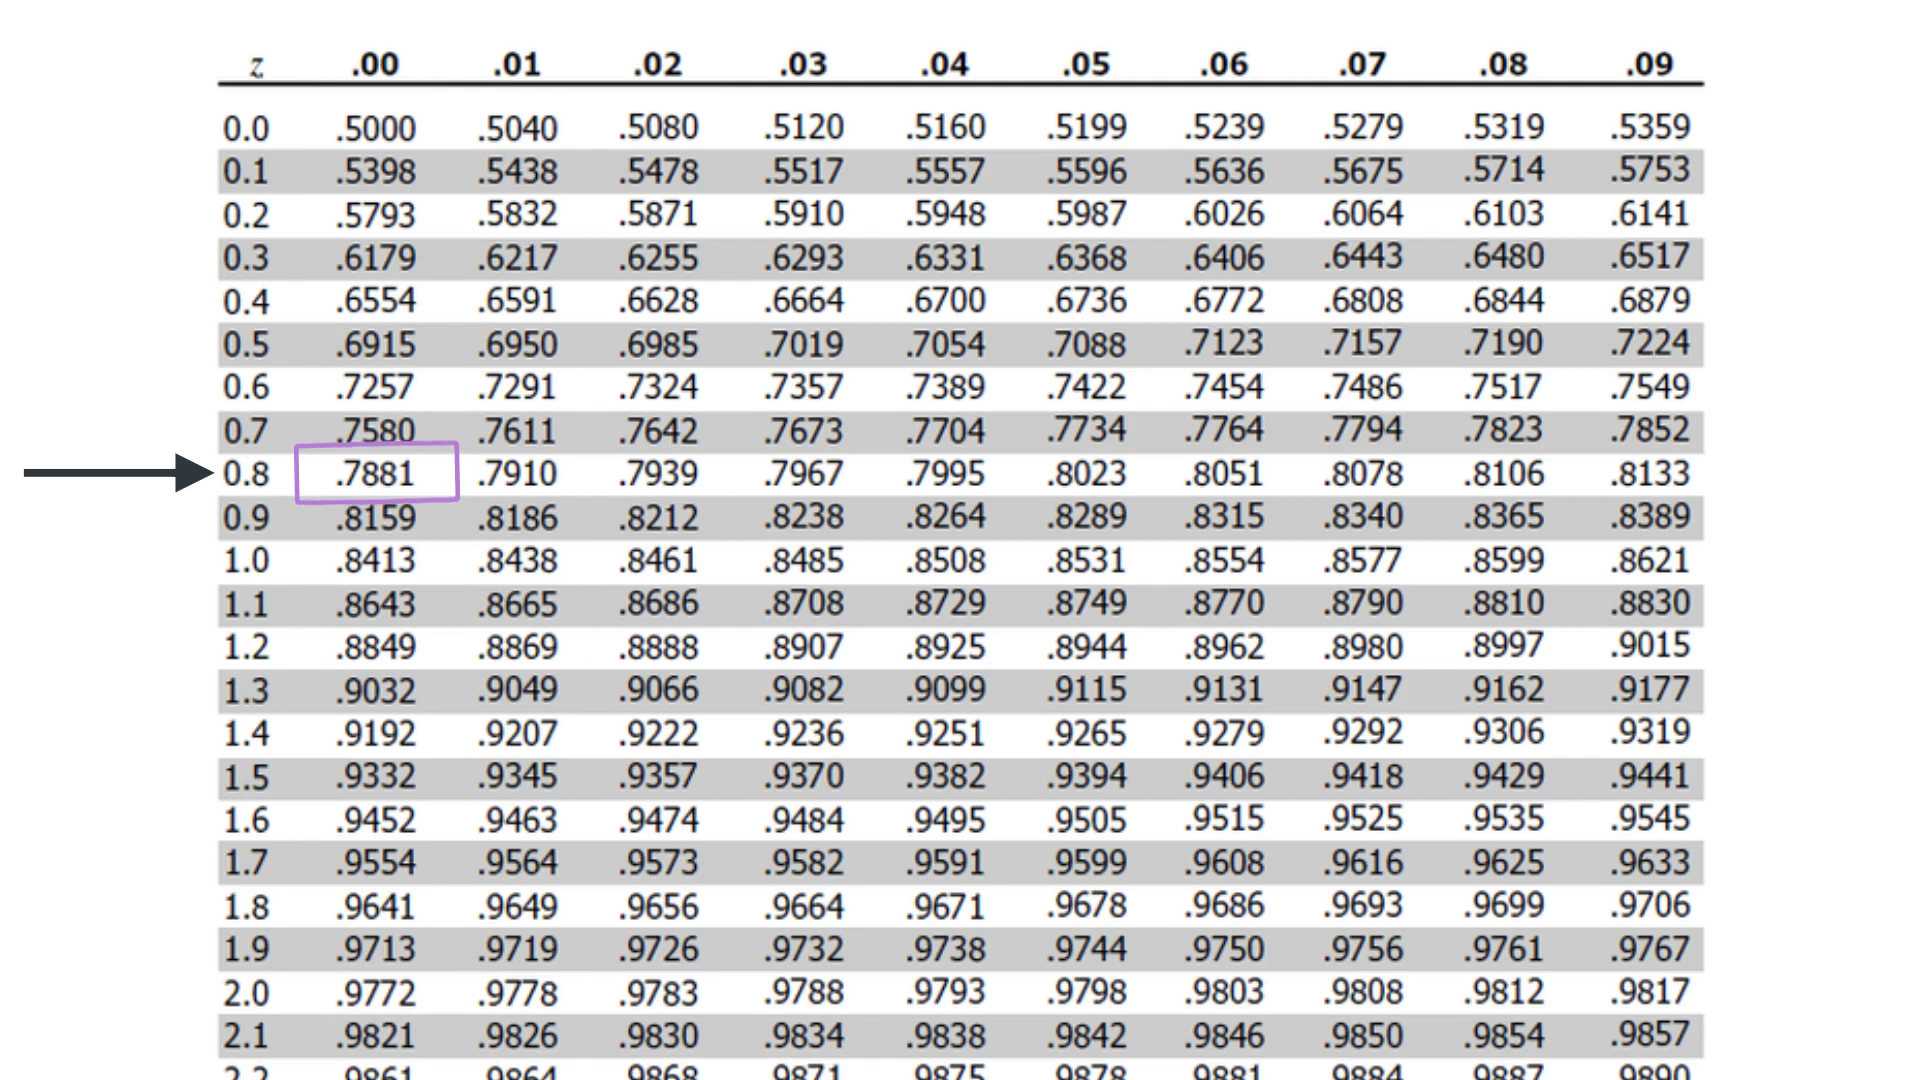 z .00 .01 .02 .03 .04 .05 .06 .07 .08 .09
0.0 .5000 .5040 .5080 .5120 .5160 .5199 .5239 .5279 .5319 .5359
0.1 .5398 .5438 .5478 .5517 .5557 .5596 .5636 .5675 .5714 .5753
0.2 .5793 .5832 .5871 .5910 .5948 .5987 .6026 .6064 .6103 .6141
0.3 .6179 .6217 .6255 .6293 .6331 .6368 .6406 .6443 .6480 .6517
0.4 .6554 .6591 .6628 .6664 .6700 .6736 .6772 .6808 .6844 .6879
0.5 .6915 .6950 .6985 .7019 .7054 .7088 .7123 .7157 .7190 .7224
0.6 .7257 .7291 .7324 .7357 .7389 .7422 .7454 .7486 .7517 .7549
0.7 .7580 .7611 .7642 .7673 .7704 .7734 .7764 .7794 .7823 .7852
0.8 .7881 .7910 .7939 .7967 .7995 .8023 .8051 .8078 .8106 .8133
0.9 .8159 .8186 .8212 .8238 .8264 .8289 .8315 .8340 .8365 .8389
1.0 .8413 .8438 .8461 .8485 .8508 .8531 .8554 .8577 .8599 .8621
1.1 .8643 .8665 .8686 .8708 .8729 .8749 .8770 .8790 .8810 .8830
1.2 .8849 .8869 .8888 .8907 .8925 .8944 .8962 .8980 .8997 .9015
1.3 .9032 .9049 .9066 .9082 .9099 .9115 .9131 .9147 .9162 .9177
1.4 .9192 .9207 .9222 .9236 .9251 .9265 .9279 .9292 .9306 .9319
1.5 .9332 .9345 .9357 .9370 .9382 .9394 .9406 .9418 .9429 .9441
1.6 .9452 .9463 .9474 .9484 .9495 .9505 .9515 .9525 .9535 .9545
1.7 .9554 .9564 .9573 .9582 .9591 .9599 .9608 .9616 .9625 .9633
1.8 .9641 .9649 .9656 .9664 .9671 .9678 .9686 .9693 .9699 .9706
1.9 .9713 .9719 .9726 .9732 .9738 .9744 .9750 .9756 .9761 .9767
2.0 .9772 .9778 .9783 .9788 .9793 .9798 .9803 .9808 .9812 .9817
2.1 .9821 .9826 .9830 .9834 .9838 .9842 .9846 .9850 .9854 .9857
2.2 .9861 .9864 .9868 .9871 .9875 .9878 .9881 .9884 .9887 .9890